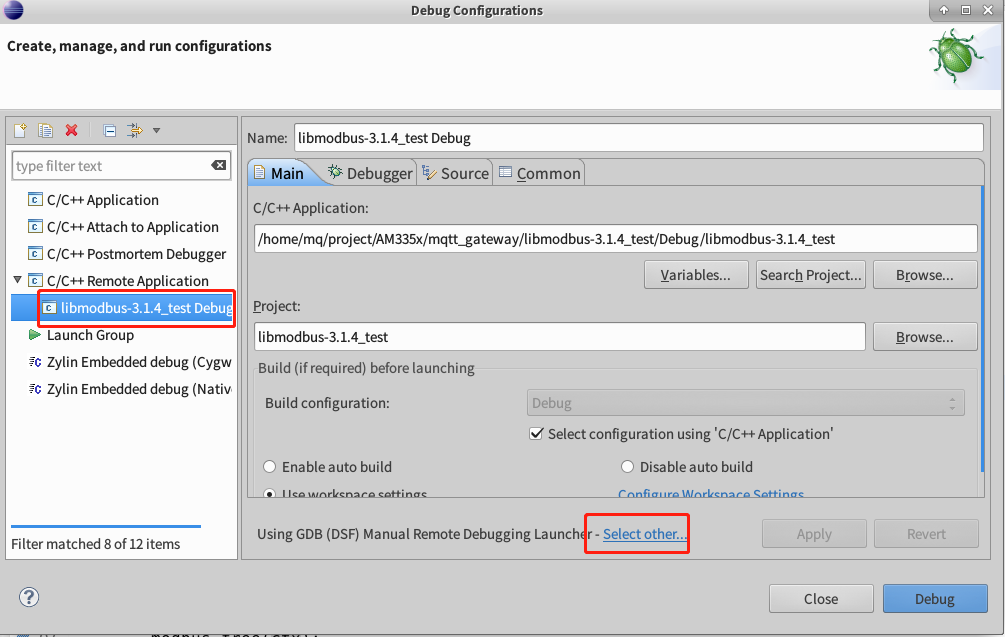 Debug Configurations
Create, manage, and run configurations
type filter text
C/C++ Application
C/C++ Attach to Application
C/C++ Postmortem Debugger
C/C++ Remote Application
libmodbus-3.1.4_test Debug
Launch Group
Zylin Embedded debug (Cygw
Zylin Embedded debug (Nativ
Filter matched 8 of 12 items
Name: libmodbus-3.1.4_test Debug
Main Debugger Source Common
C/C++ Application:
/home/mq/project/AM335x/mqtt_gateway/libmodbus-3.1.4_test/Debug/libmodbus-3.1.4_test
Variables... Search Project... Browse...
Project:
libmodbus-3.1.4_test Browse...
Build (if required) before launching
Build configuration: Debug
Select configuration using 'C/C++ Application'
Enable auto build Disable auto build
Use workspace settings Configure Workspace Settings
Using GDB (DSF) Manual Remote Debugging Launcher - Select other...
Apply Revert
? Close Debug